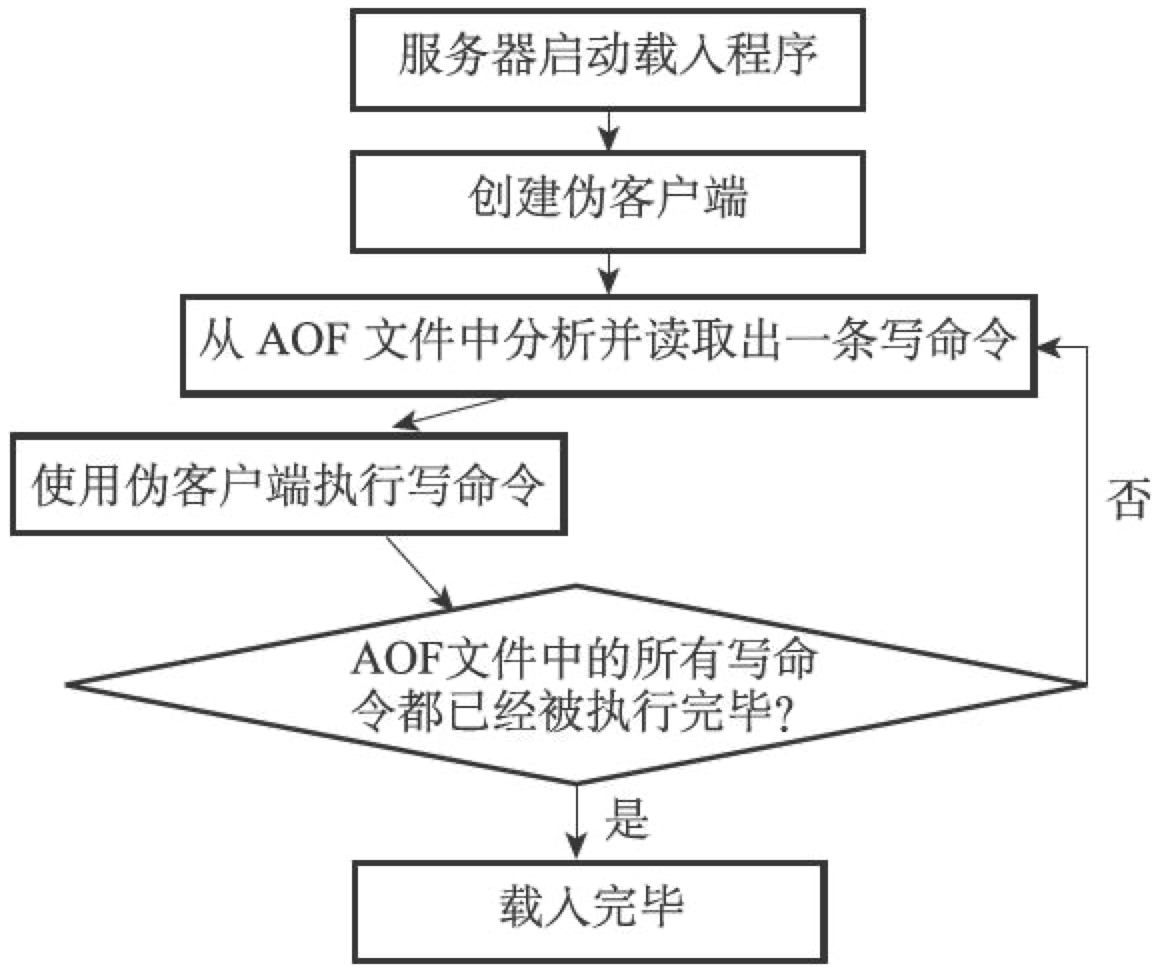 服务器启动载入程序
创建伪客户端
从 AOF 文件中分析并读取出一条写命令
使用伪客户端执行写命令
否
AOF文件中的所有写命
令都已经被执行完毕?
是
载入完毕